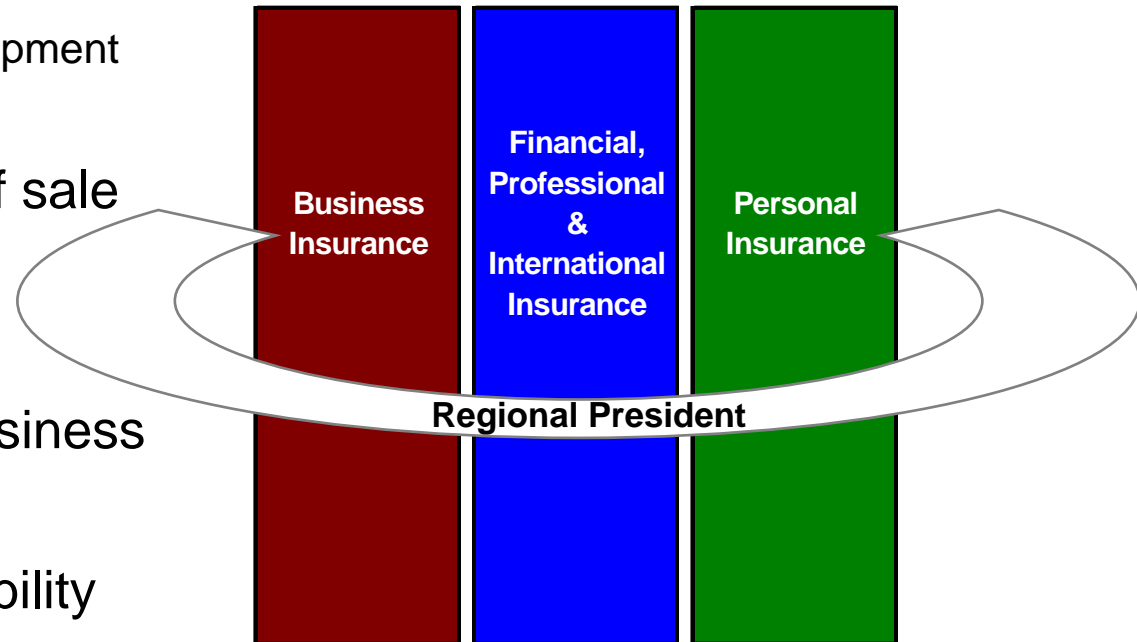 pment
f sale
siness
bility
Business
Insurance
Financial,
Professional
&
International
Insurance
Personal
Insurance
Regional President